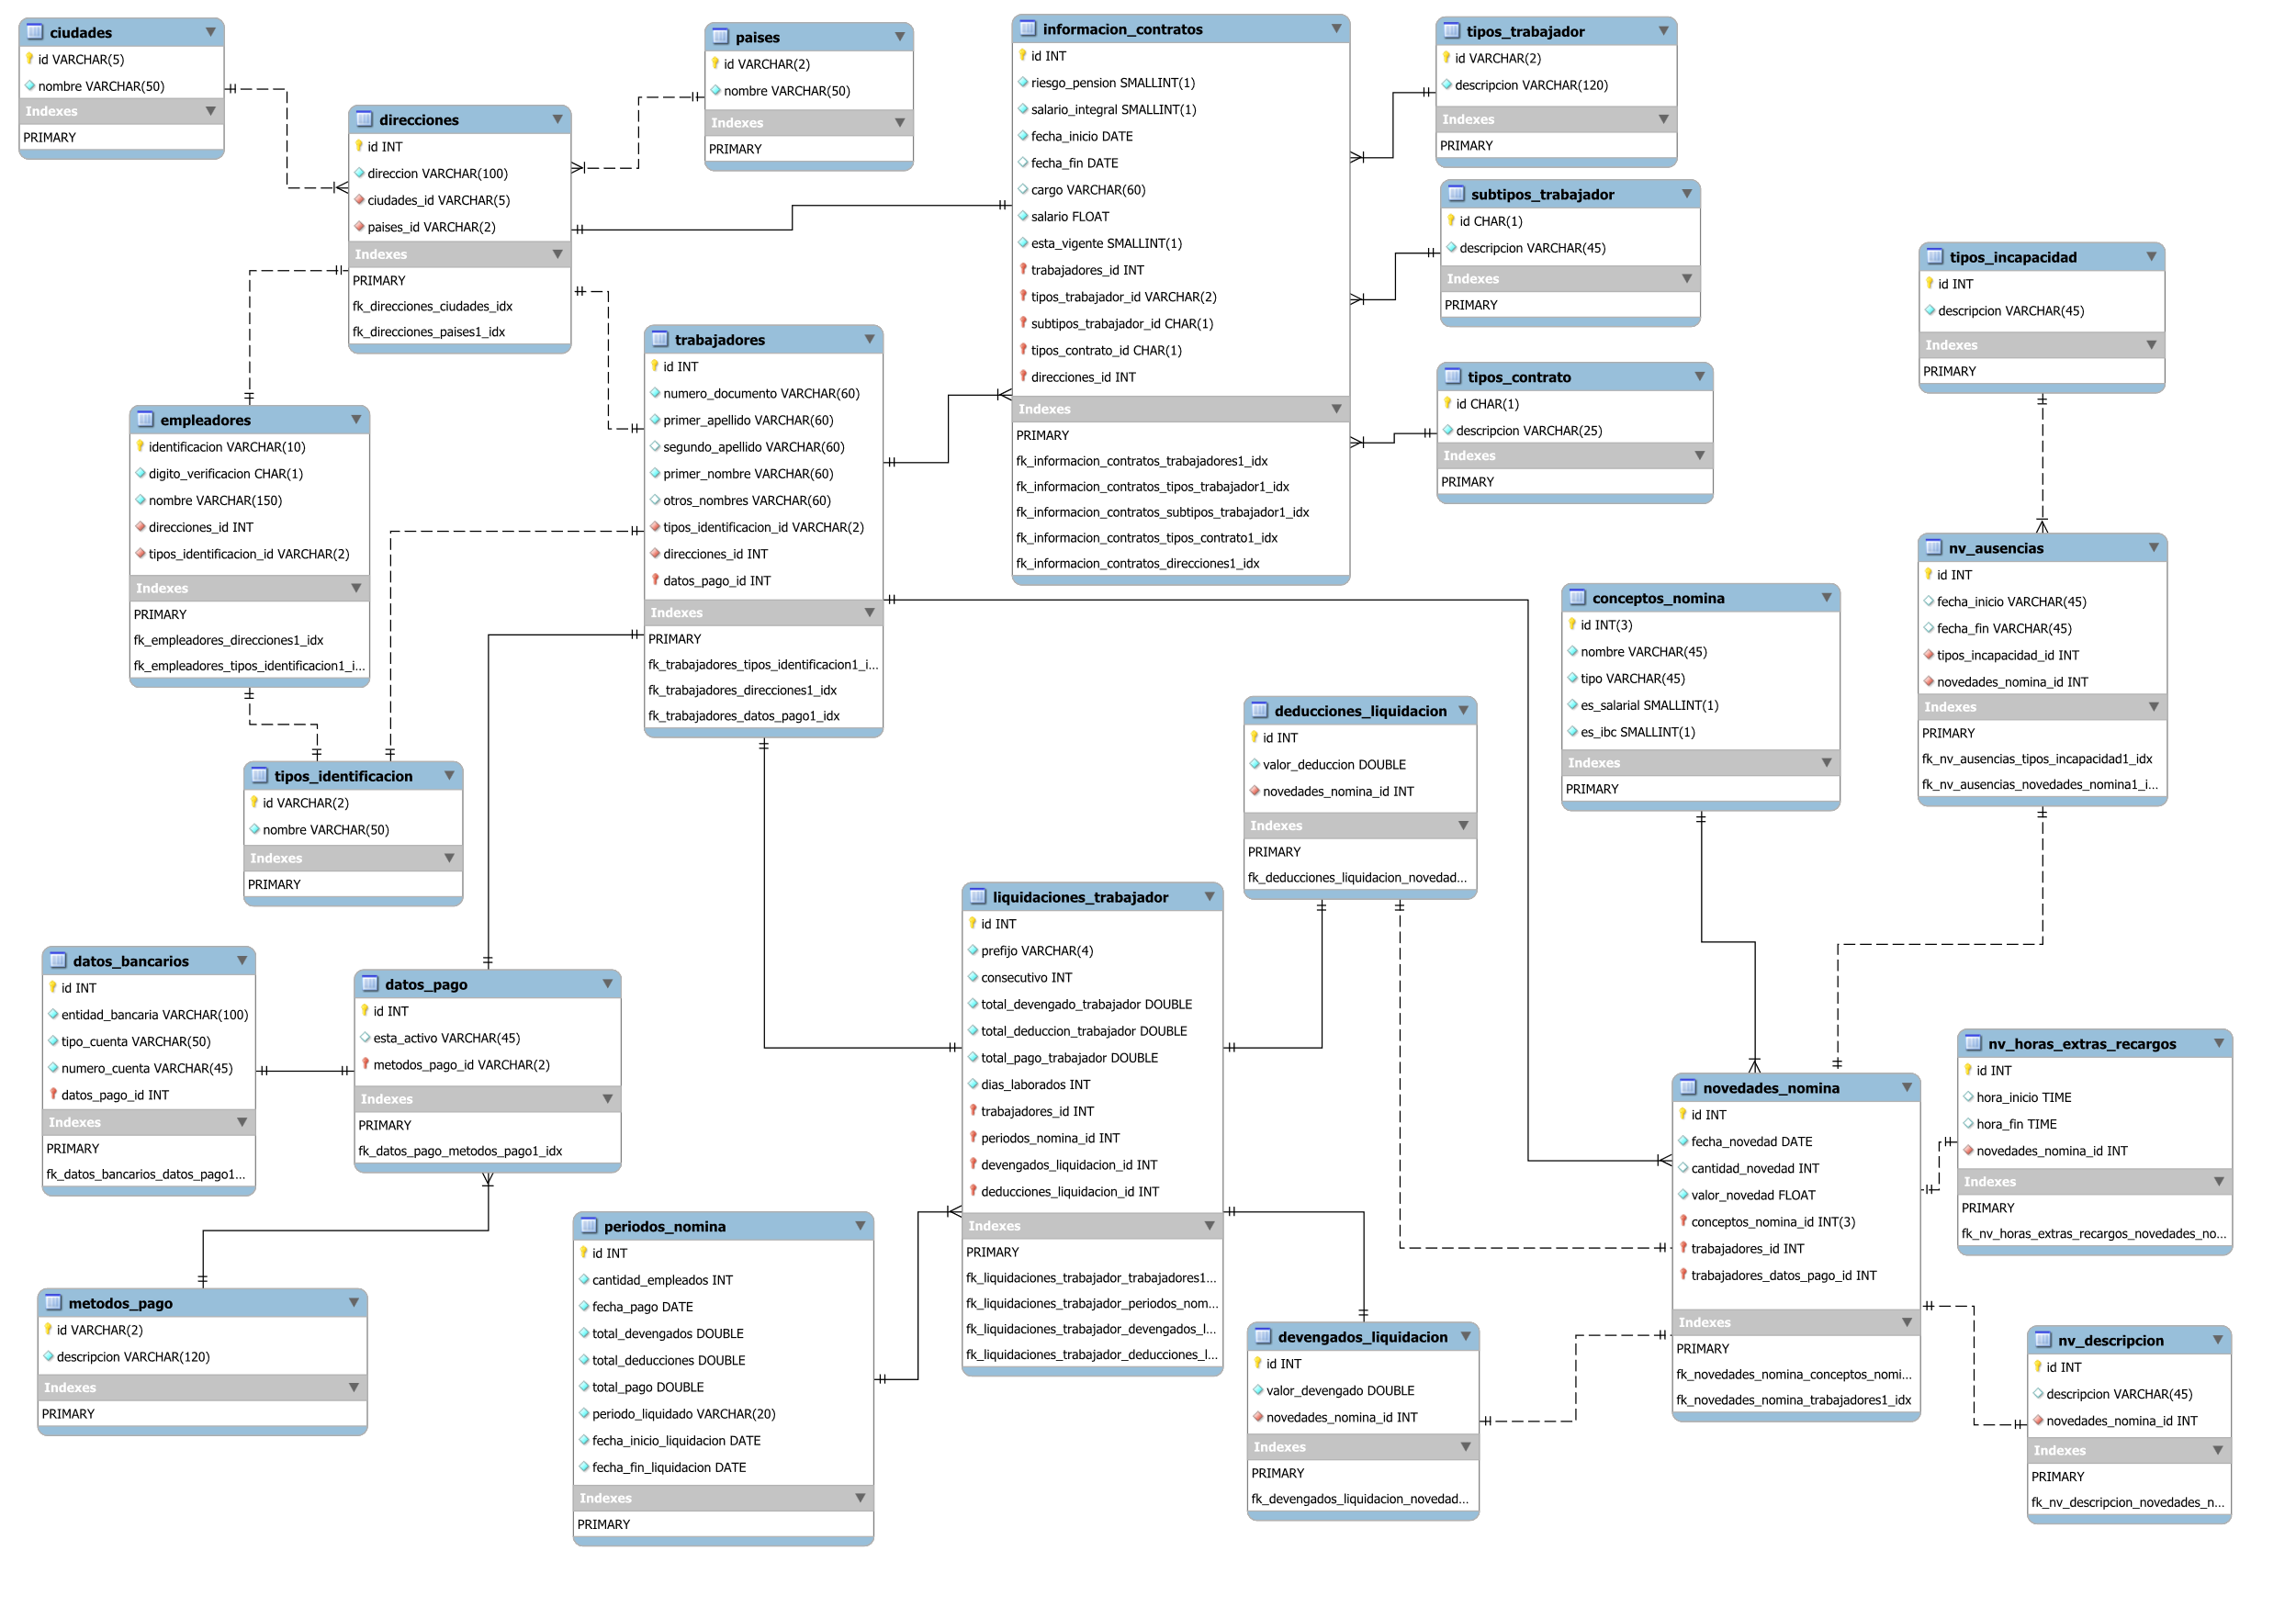 ciudades
id VARCHAR(5)
nombre VARCHAR(50)
Indexes
PRIMARY
direcciones
id INT
direccion VARCHAR(100)
ciudades_id VARCHAR(5)
paises_id VARCHAR(2)
Indexes
PRIMARY
fk_direcciones_ciudades_idx
fk_direcciones_paises1_idx
paises
id VARCHAR(2)
nombre VARCHAR(50)
Indexes
PRIMARY
informacion_contratos
id INT
riesgo_pension SMALLINT(1)
salario_integral SMALLINT(1)
fecha_inicio DATE
fecha_fin DATE
cargo VARCHAR(60)
salario FLOAT
esta_vigente SMALLINT(1)
trabajadores_id INT
tipos_trabajador_id VARCHAR(2)
subtipos_trabajador_id CHAR(1)
tipos_contrato_id CHAR(1)
direcciones_id INT
Indexes
PRIMARY
fk_informacion_contratos_trabajadores1_idx
fk_informacion_contratos_tipos_trabajador1_idx
fk_informacion_contratos_subtipos_trabajador1_idx
fk_informacion_contratos_tipos_contrato1_idx
fk_informacion_contratos_direcciones1_idx
tipos_trabajador
id VARCHAR(2)
descripcion VARCHAR(120)
Indexes
PRIMARY
subtipos_trabajador
id CHAR(1)
descripcion VARCHAR(45)
Indexes
PRIMARY
tipos_contrato
id CHAR(1)
descripcion VARCHAR(25)
Indexes
PRIMARY
tipos_incapacidad
id INT
descripcion VARCHAR(45)
Indexes
PRIMARY
empleadores
identificacion VARCHAR(10)
digito_verificacion CHAR(1)
nombre VARCHAR(150)
direcciones_id INT
tipos_identificacion_id VARCHAR(2)
Indexes
PRIMARY
fk_empleadores_direcciones1_idx
fk_empleadores_tipos_identificacion1_i...
trabajadores
id INT
numero_documento VARCHAR(60)
primer_apellido VARCHAR(60)
segundo_apellido VARCHAR(60)
primer_nombre VARCHAR(60)
otros_nombres VARCHAR(60)
tipos_identificacion_id VARCHAR(2)
direcciones_id INT
datos_pago_id INT
Indexes
PRIMARY
fk_trabajadores_tipos_identificacion1_i...
fk_trabajadores_direcciones1_idx
fk_trabajadores_datos_pago1_idx
conceptos_nomina
id INT(3)
nombre VARCHAR(45)
tipo VARCHAR(45)
es_salarial SMALLINT(1)
es_ibc SMALLINT(1)
Indexes
PRIMARY
nv_ausencias
id INT
fecha_inicio VARCHAR(45)
fecha_fin VARCHAR(45)
tipos_incapacidad_id INT
novedades_nomina_id INT
Indexes
PRIMARY
fk_nv_ausencias_tipos_incapacidad1_idx
fk_nv_ausencias_novedades_nomina1_i...
tipos_identificacion
id VARCHAR(2)
nombre VARCHAR(50)
Indexes
PRIMARY
deducciones_liquidacion
id INT
valor_deduccion DOUBLE
novedades_nomina_id INT
Indexes
PRIMARY
fk_deducciones_liquidacion_novedad...
datos_bancarios
id INT
entidad_bancaria VARCHAR(100)
tipo_cuenta VARCHAR(50)
numero_cuenta VARCHAR(45)
datos_pago_id INT
Indexes
PRIMARY
fk_datos_bancarios_datos_pago1...
datos_pago
id INT
esta_activo VARCHAR(45)
metodos_pago_id VARCHAR(2)
Indexes
PRIMARY
fk_datos_pago_metodos_pago1_idx
liquidaciones_trabajador
id INT
prefijo VARCHAR(4)
consecutivo INT
total_devengado_trabajador DOUBLE
total_deduccion_trabajador DOUBLE
total_pago_trabajador DOUBLE
dias_laborados INT
trabajadores_id INT
periodos_nomina_id INT
devengados_liquidacion_id INT
deducciones_liquidacion_id INT
Indexes
PRIMARY
fk_liquidaciones_trabajador_trabajadores1...
fk_liquidaciones_trabajador_periodos_nom...
fk_liquidaciones_trabajador_devengados_l...
fk_liquidaciones_trabajador_deducciones_l...
novedades_nomina
id INT
fecha_novedad DATE
cantidad_novedad INT
valor_novedad FLOAT
conceptos_nomina_id INT(3)
trabajadores_id INT
trabajadores_datos_pago_id INT
Indexes
PRIMARY
fk_novedades_nomina_conceptos_nomi...
fk_novedades_nomina_trabajadores1_idx
nv_horas_extras_recargos
id INT
hora_inicio TIME
hora_fin TIME
novedades_nomina_id INT
Indexes
PRIMARY
fk_nv_horas_extras_recargos_novedades_no...
metodos_pago
id VARCHAR(2)
descripcion VARCHAR(120)
Indexes
PRIMARY
periodos_nomina
id INT
cantidad_empleados INT
fecha_pago DATE
total_devengados DOUBLE
total_deducciones DOUBLE
total_pago DOUBLE
periodo_liquidado VARCHAR(20)
fecha_inicio_liquidacion DATE
fecha_fin_liquidacion DATE
Indexes
PRIMARY
devengados_liquidacion
id INT
valor_devengado DOUBLE
novedades_nomina_id INT
Indexes
PRIMARY
fk_devengados_liquidacion_novedad...
nv_descripcion
id INT
descripcion VARCHAR(45)
novedades_nomina_id INT
Indexes
PRIMARY
fk_nv_descripcion_novedades_n...